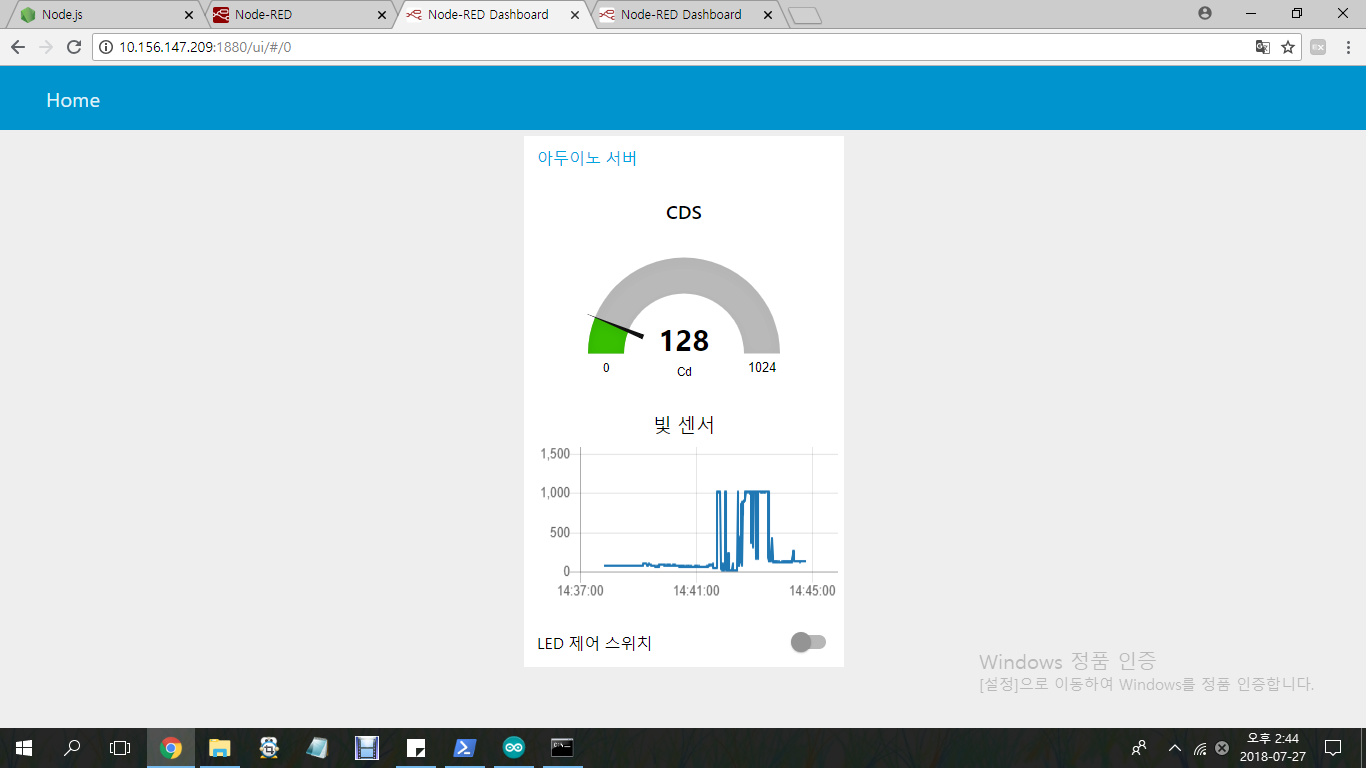 Node.js
Node-RED
Node-RED Dashboard
Node-RED Dashboard
10.156.147.209:1880/ui/#/0
Home
아두이노 서버
CDS
128
0
Cd
1024
빛 센서
1,500
1,000
500
0
14:37:00
14:41:00
14:45:00
LED 제어 스위치
Windows 정품 인증
[설정]으로 이동하여 Windows를 정품 인증합니다.
오후 2:44
2018-07-27